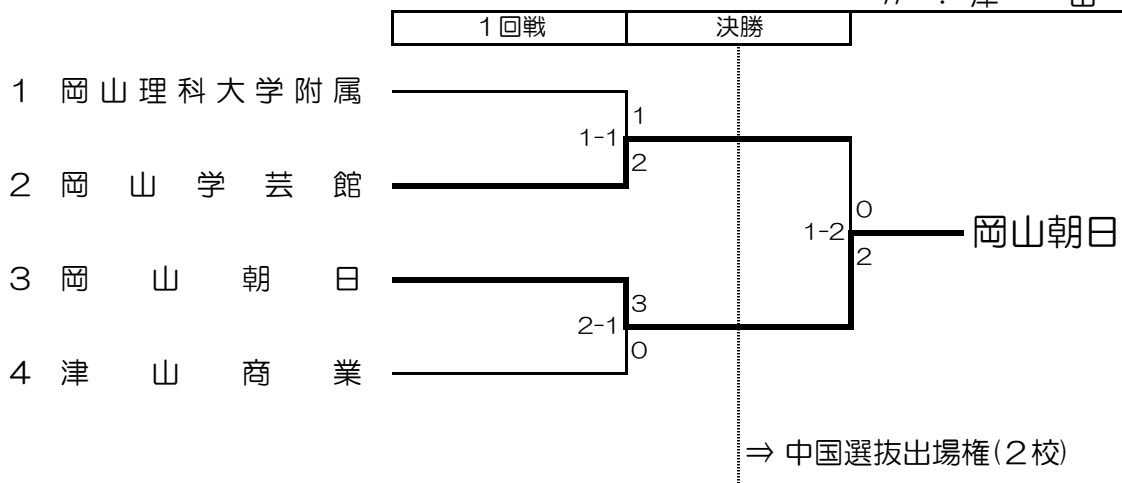 1回戦 決勝
1 岡山理科大学附属
1
1-1
2
2 岡山学芸館
0
1-2 岡山朝日
2
3 岡山朝日
3
2-1
0
4 津山商業
⇒ 中国選抜出場権(2校)